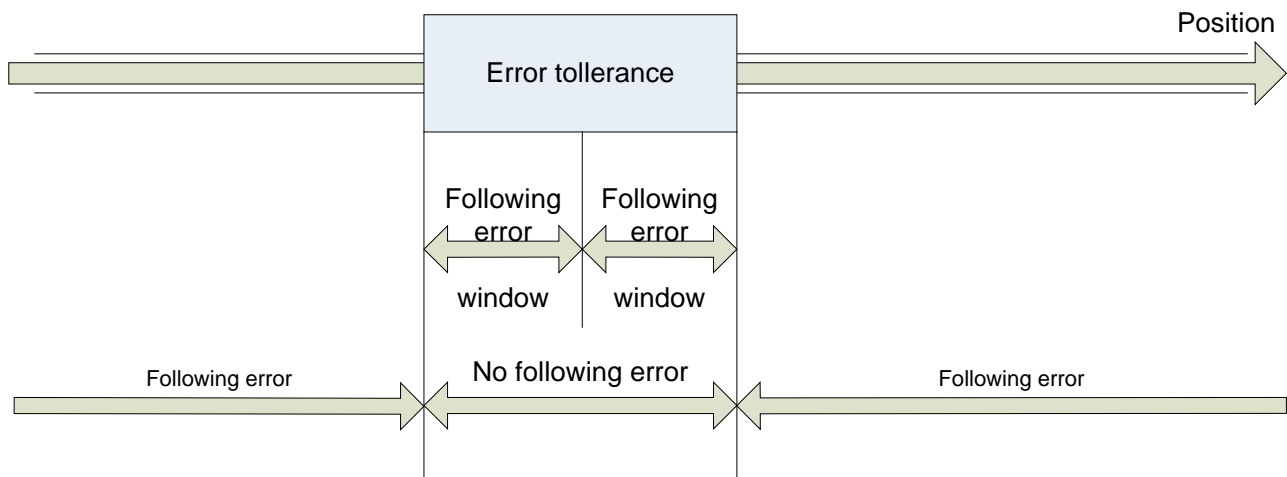 Position
Error tollerance
Following
error
window
Following
error
window
Following error
No following error
Following error